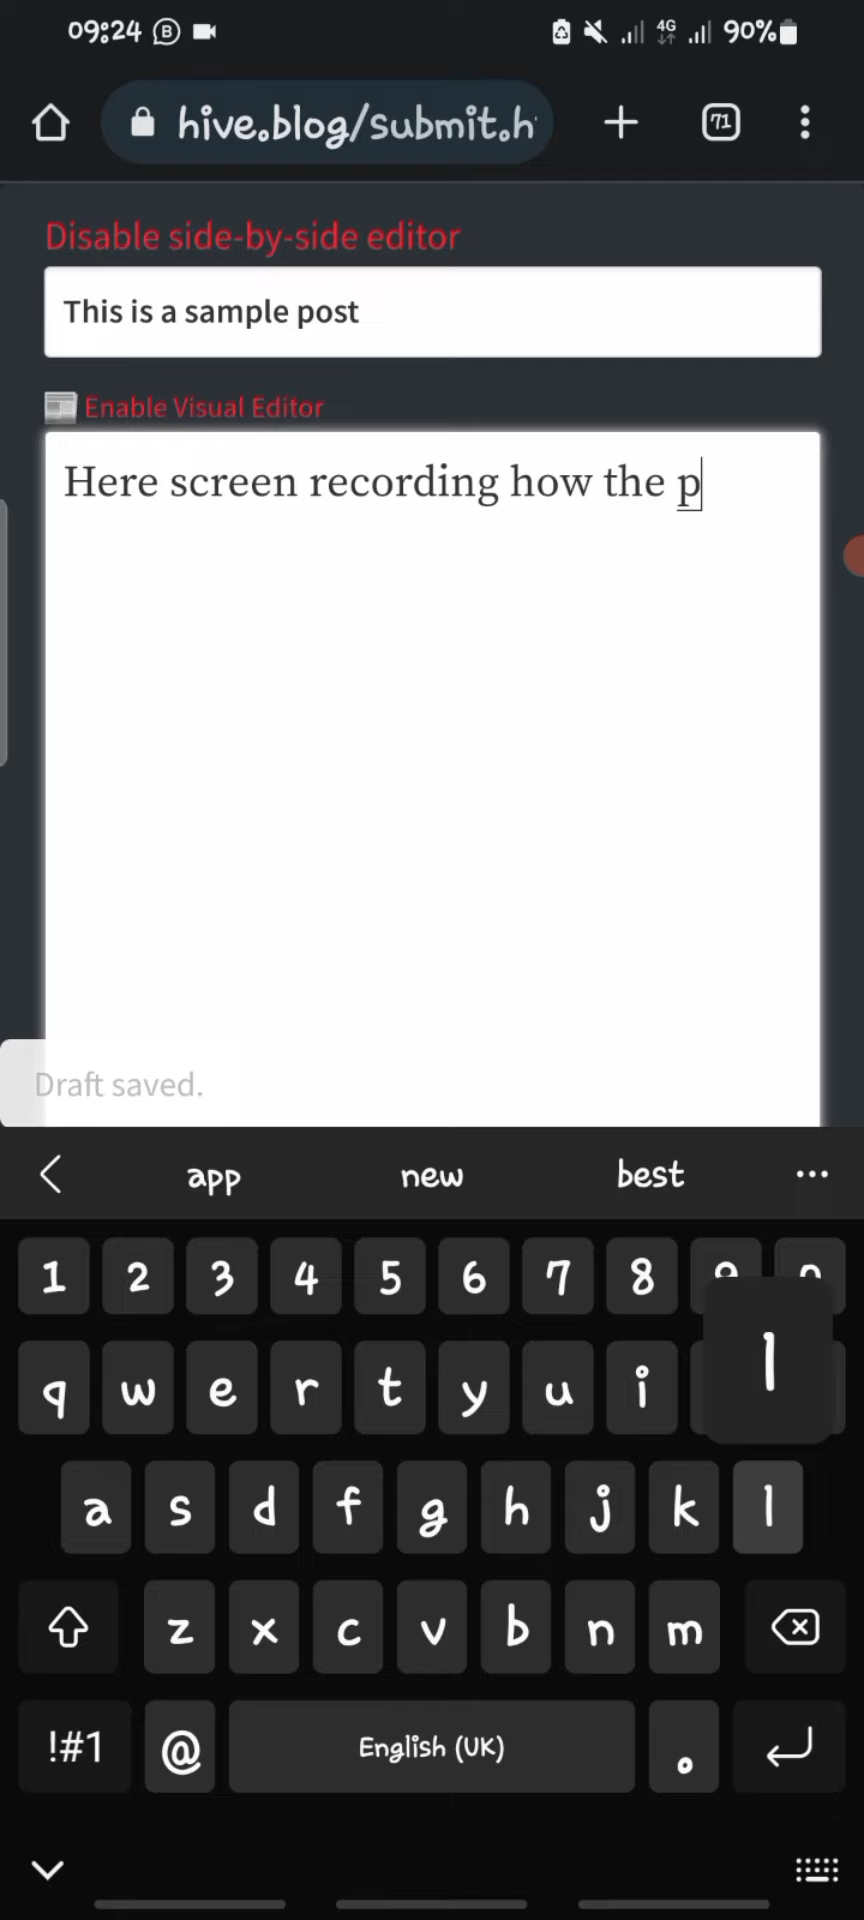 09:24 B 4G 90%
hive.blog/submit.h 71
Disable side-by-side editor
This is a sample post
Enable Visual Editor
Here screen recording how the p
Draft saved.
app new best ...
1 2 3 4 5 6 7 8
l
q w e r t y u i
a s d f g h j k l
z x c v b n m
!#1 @ English (UK) .